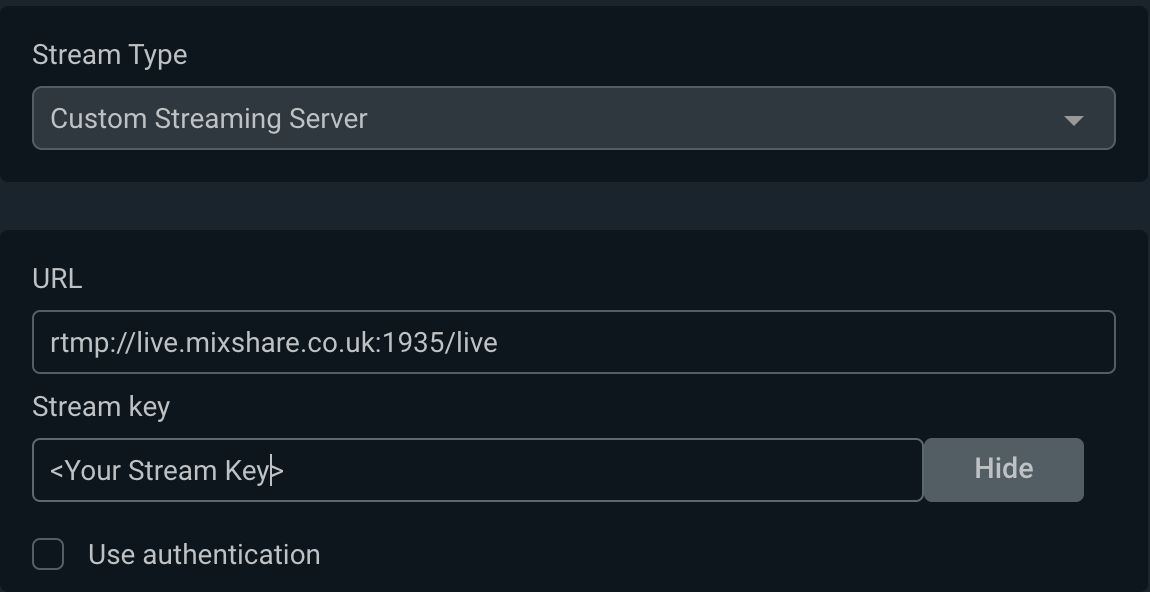 Stream Type
Custom Streaming Server
URL
rtmp://live.mixshare.co.uk:1935/live
Stream key
<Your Stream Key>
Hide
Use authentication